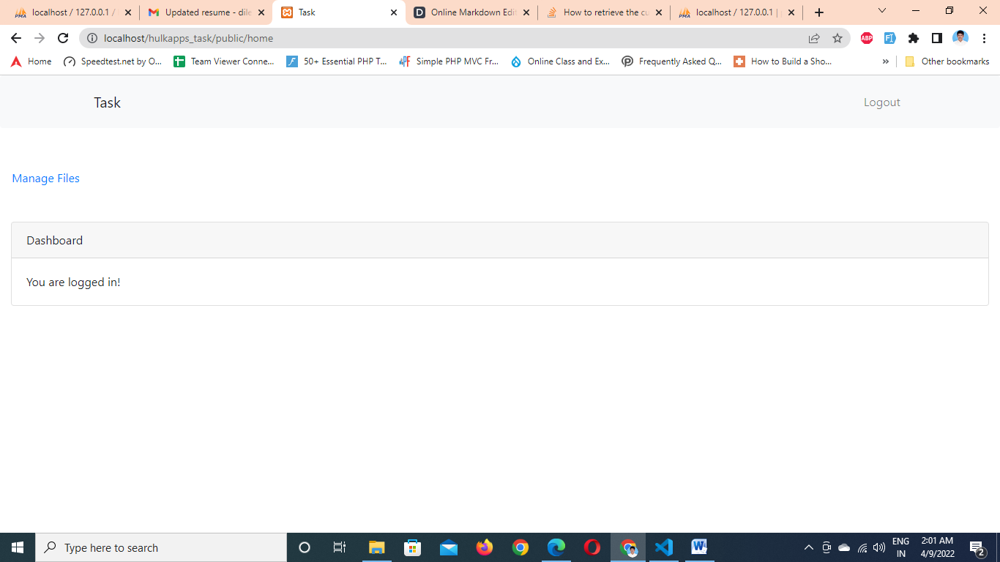 localhost / 127.0.0.1 /
Updated resume - dile
Task
Online Markdown Edi
How to retrieve the cu
localhost / 127.0.0.1 | p
localhost/hulkapps_task/public/home
ABP
Home
Speedtest.net by O...
Team Viewer Conne...
50+ Essential PHP T...
Simple PHP MVC Fr...
Online Class and Ex...
Frequently Asked Q...
How to Build a Sho...
»
Other bookmarks
Task
Logout
Manage Files
Dashboard
You are logged in!
Type here to search
ENG
IN
2:01 AM
4/9/2022
2